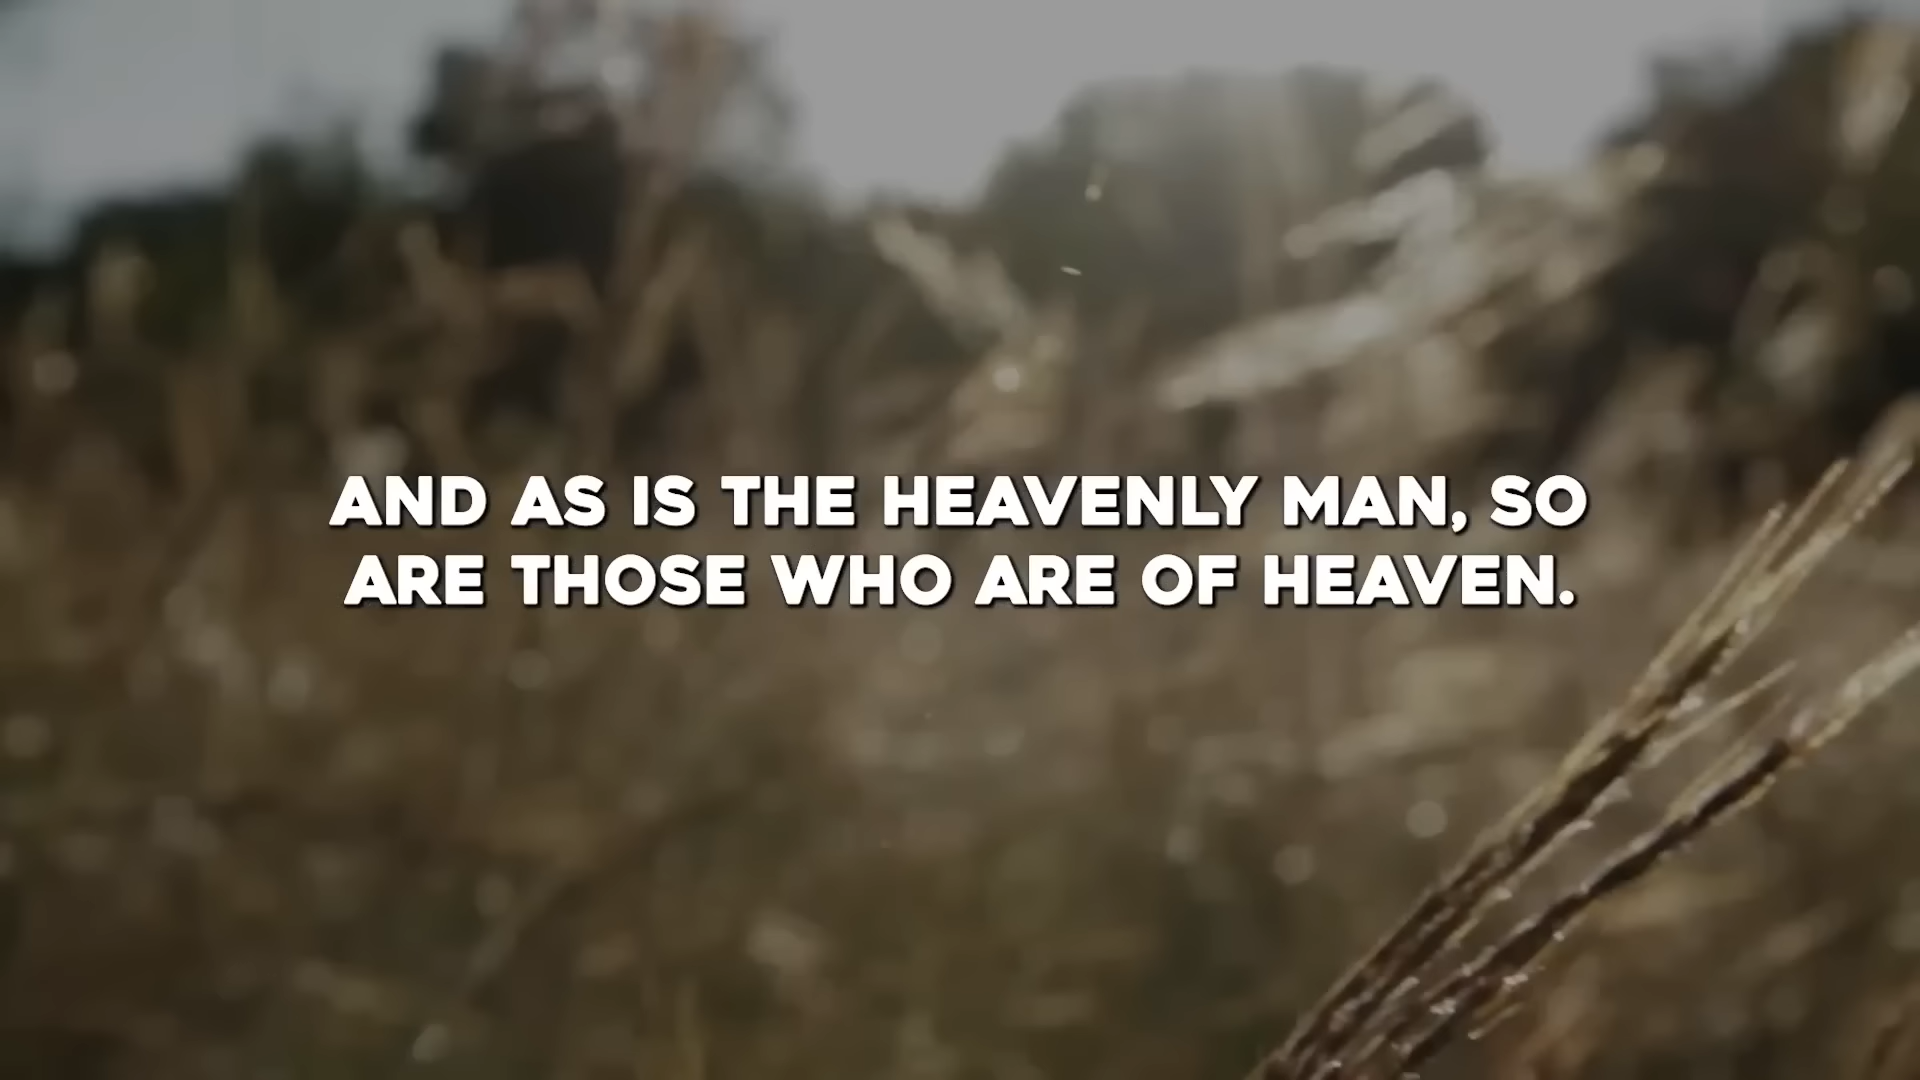 AND AS IS THE HEAVENLY MAN, SO
ARE THOSE WHO ARE OF HEAVEN.